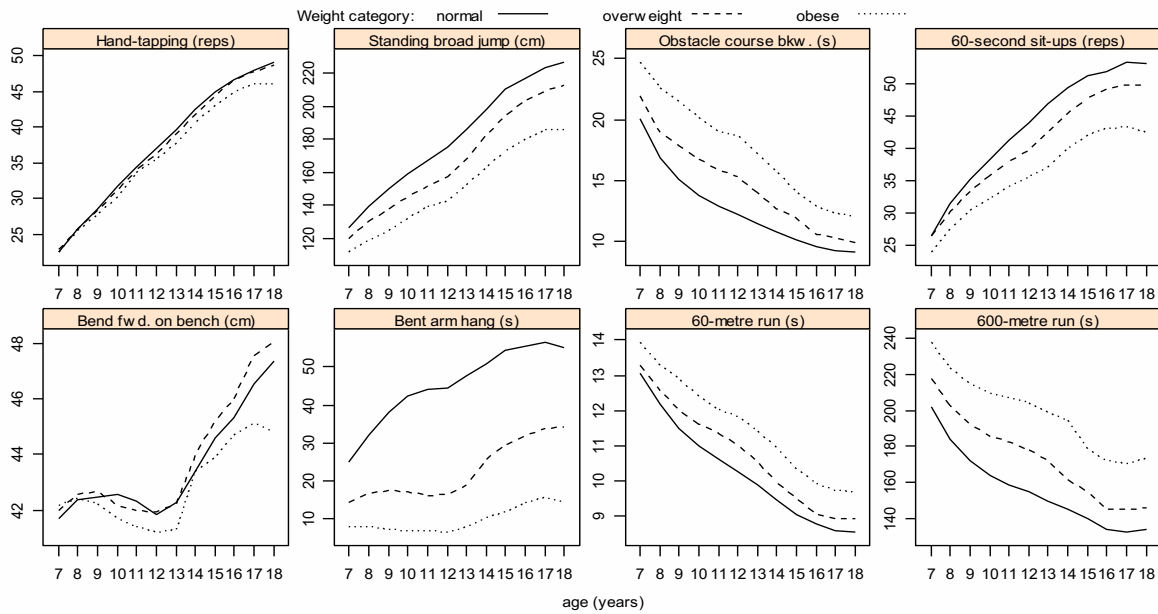 Weight category: normal overweight obese
Hand-tapping (reps) Standing broad jump (cm) Obstacle course bkw. (s) 60-second sit-ups (reps)
50 45 40 35 30 25
220 200 180 160 140 120
25 20 15 10
50 45 40 35 30 25
7 8 9 10 11 12 13 14 15 16 17 18 7 8 9 10 11 12 13 14 15 16 17 18 7 8 9 10 11 12 13 14 15 16 17 18 7 8 9 10 11 12 13 14 15 16 17 18
Bend fwd. on bench (cm) Bent arm hang (s) 60-metre run (s) 600-metre run (s)
48 46 44 42
50 40 30 20 10
14 13 12 11 10 9
240 220 200 180 160 140
7 8 9 10 11 12 13 14 15 16 17 18 7 8 9 10 11 12 13 14 15 16 17 18 7 8 9 10 11 12 13 14 15 16 17 18 7 8 9 10 11 12 13 14 15 16 17 18
age (years)